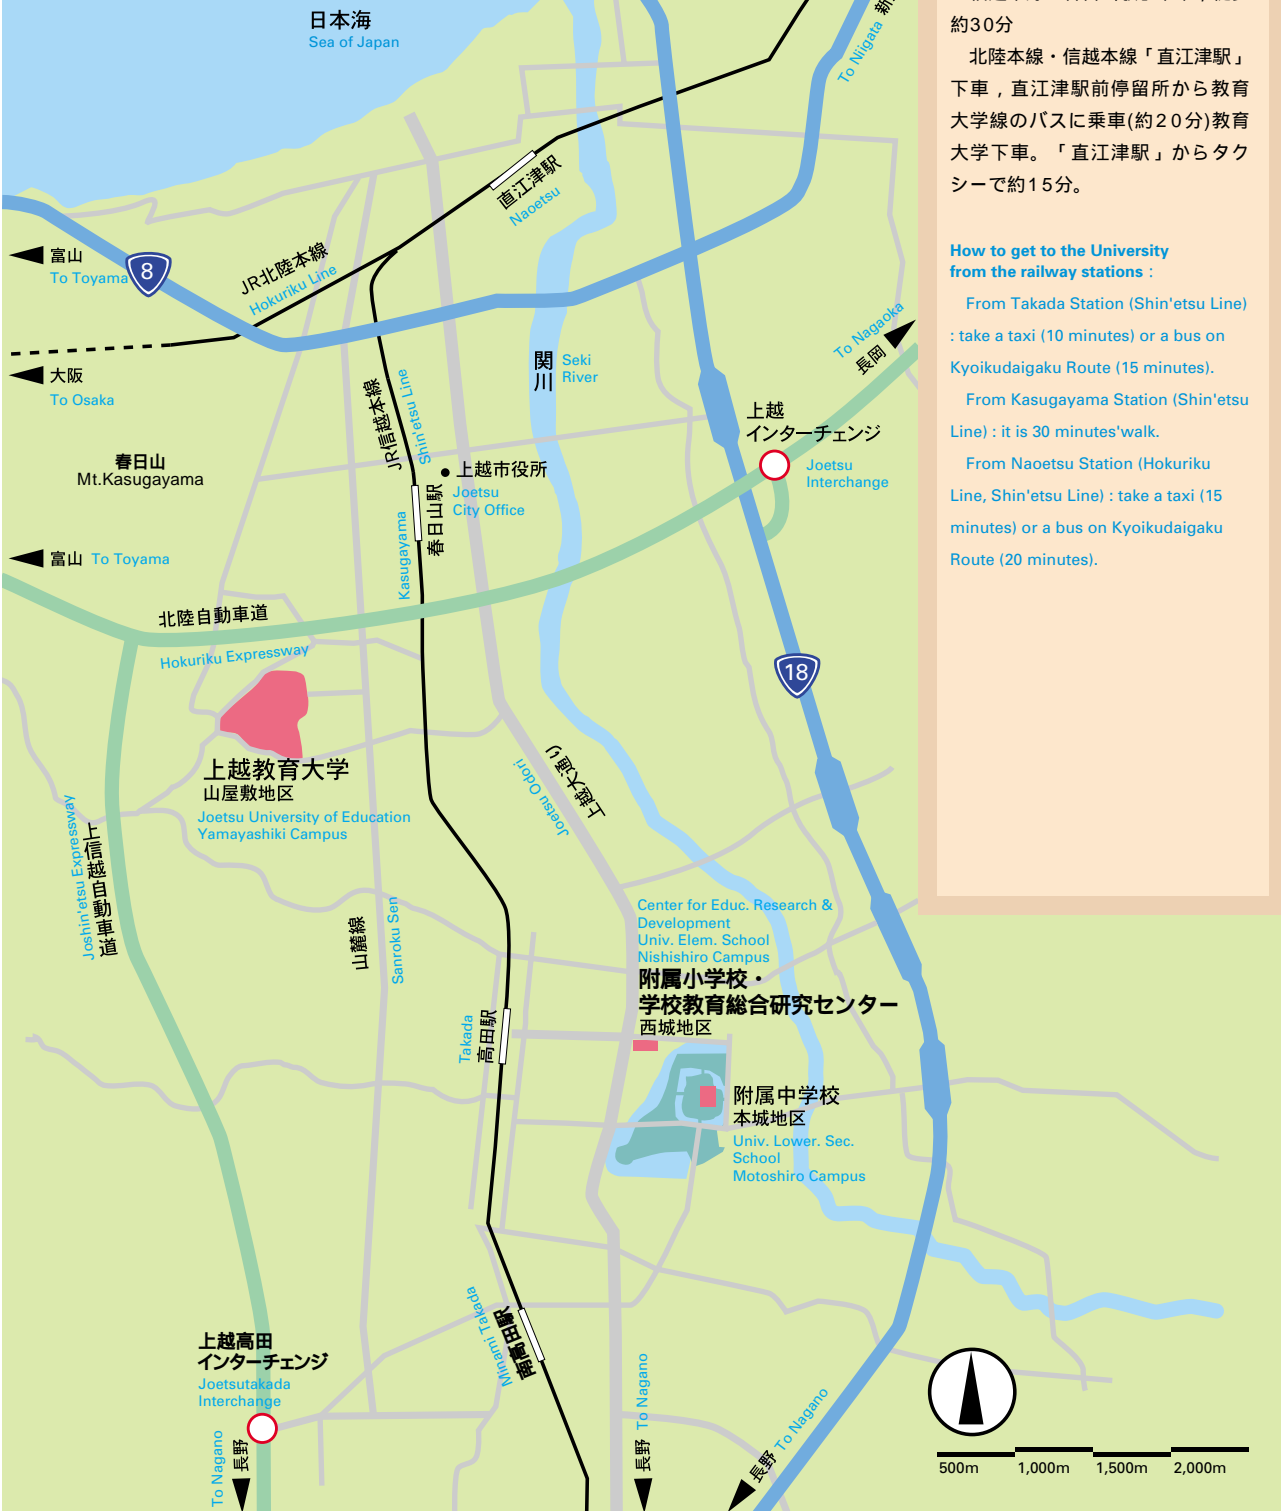 日本海
Sea of Japan
To Niigata
約30分
北陸本線・信越本線「直江津駅」
下車，直江津駅前停留所から教育
大学線のバスに乗車(約20分)教育
大学下車。「直江津駅」からタク
シーで約15分。
How to get to the University
from the railway stations :
From Takada Station (Shin'etsu Line)
: take a taxi (10 minutes) or a bus on
Kyoikudaigaku Route (15 minutes).
From Kasugayama Station (Shin'etsu
Line) : it is 30 minutes'walk.
From Naoetsu Station (Hokuriku
Line, Shin'etsu Line) : take a taxi (15
minutes) or a bus on Kyoikudaigaku
Route (20 minutes).
直江津駅
Naoetsu
富山
To Toyama
8
JR北陸本線
Hokuriku Line
大阪
To Osaka
関川
Seki
River
To Nagaoka
長岡
JR信越本線
Shin'etsu Line
上越
インターチェンジ
Joetsu
Interchange
春日山
Mt.Kasugayama
上越市役所
Joetsu
City Office
春日山駅
Kasugayama
富山 To Toyama
北陸自動車道
Hokuriku Expressway
18
上越教育大学
山屋敷地区
Joetsu University of Education
Yamayashiki Campus
上越大通り
Joetsu Odori
上信越自動車道
Joshin'etsu Expressway
山麓線
Sanroku Sen
Center for Educ. Research &
Development
Univ. Elem. School
Nishishiro Campus
附属小学校・
学校教育総合研究センター
西城地区
高田駅
Takada
附属中学校
本城地区
Univ. Lower. Sec.
School
Motoshiro Campus
南高田駅
Minami Takada
上越高田
インターチェンジ
Joetsutakada
Interchange
長野
To Nagano
長野
To Nagano
長野
To Nagano
500m 1,000m 1,500m 2,000m